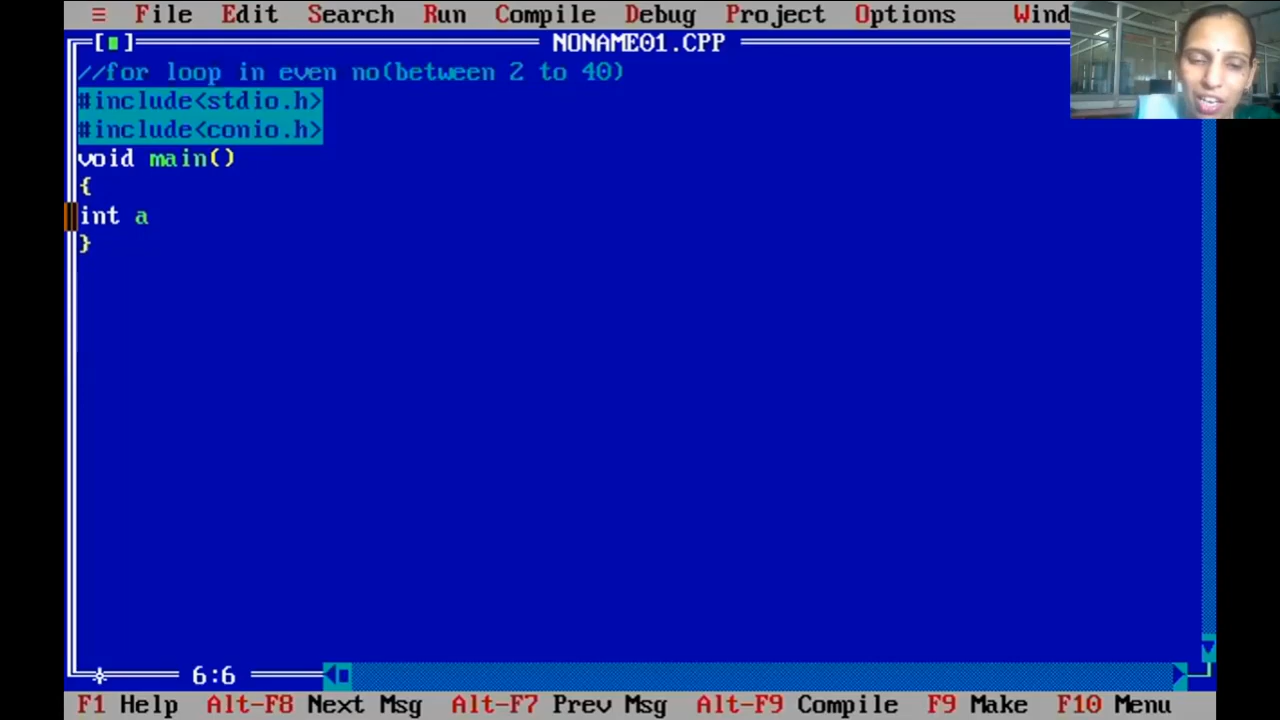 ≡ File Edit Search Run Compile Debug Project Options Wind
[■] NONAME01.CPP
//for loop in even no(between 2 to 40)
#include<stdio.h>
#include<conio.h>
void main()
{
int a
}
6:6
F1 Help Alt-F8 Next Msg Alt-F7 Prev Msg Alt-F9 Compile F9 Make F10 Menu